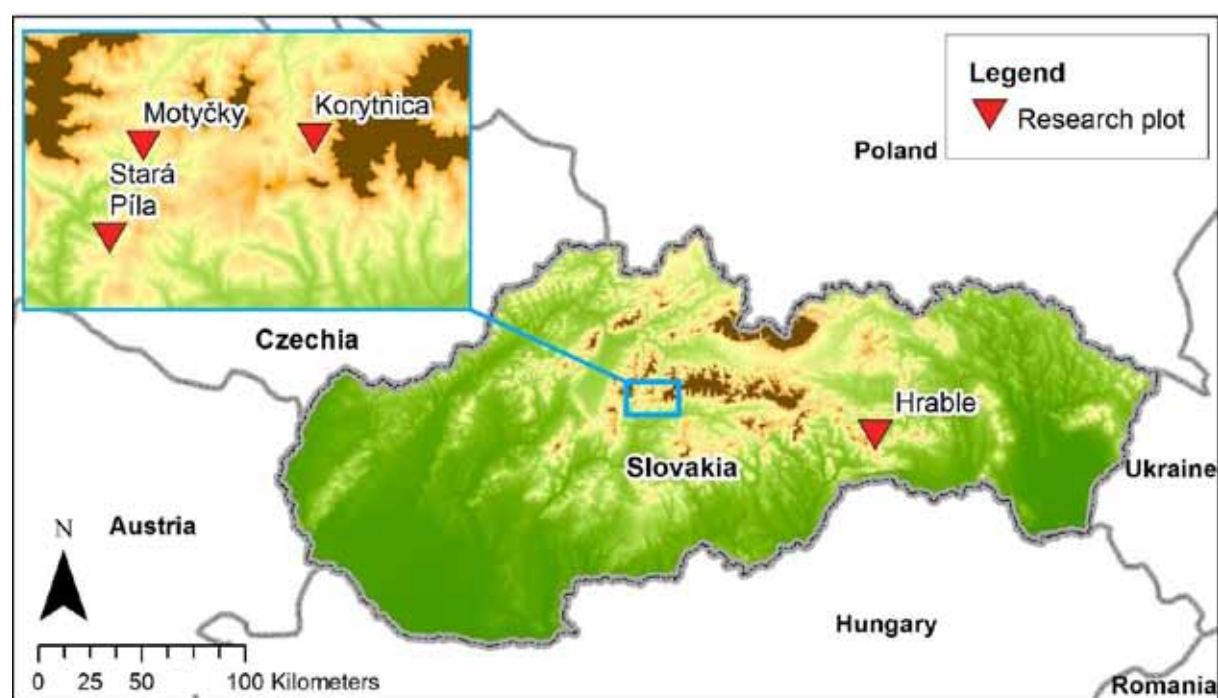 Legend
Research plot
Motyčky
Korytnica
Stará
Píla
Poland
Czechia
Hrable
Slovakia
Ukraine
Austria
N
Hungary
0 25 50 100 Kilometers
Romania